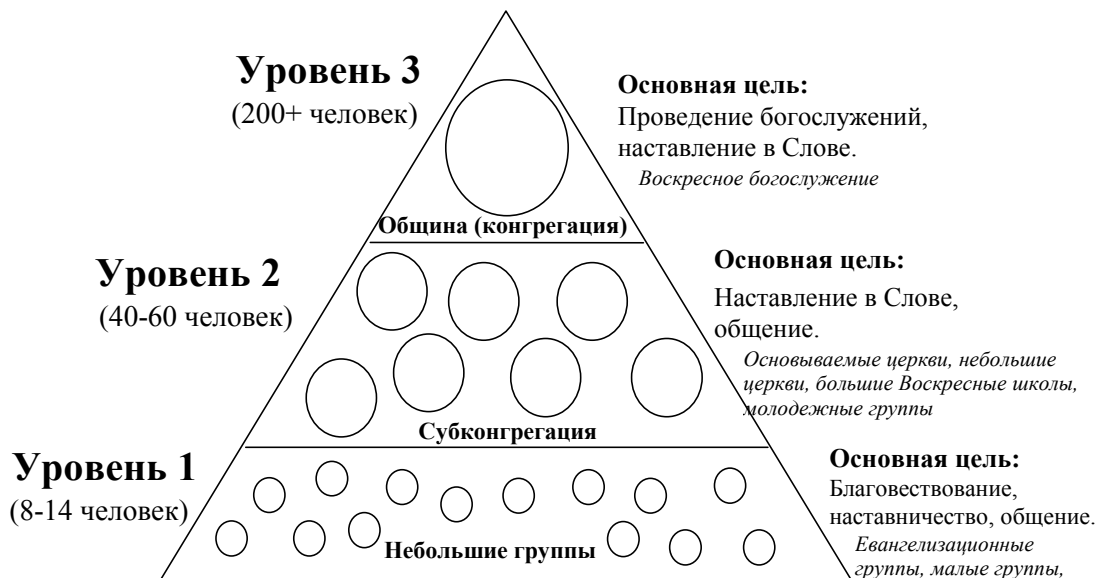 Уровень 3
(200+ человек)
Основная цель:
Проведение богослужений,
наставление в Слове.
Воскресное богослужение
Община (конгрегация)
Уровень 2
(40-60 человек)
Основная цель:
Наставление в Слове,
общение.
Основываемые церкви, небольшие
церкви, большие Воскресные школы,
молодежные группы
Субконгрегация
Уровень 1
(8-14 человек)
Основная цель:
Благовествование,
наставничество, общение.
Евангелизационные
группы, малые группы,
Небольшие группы